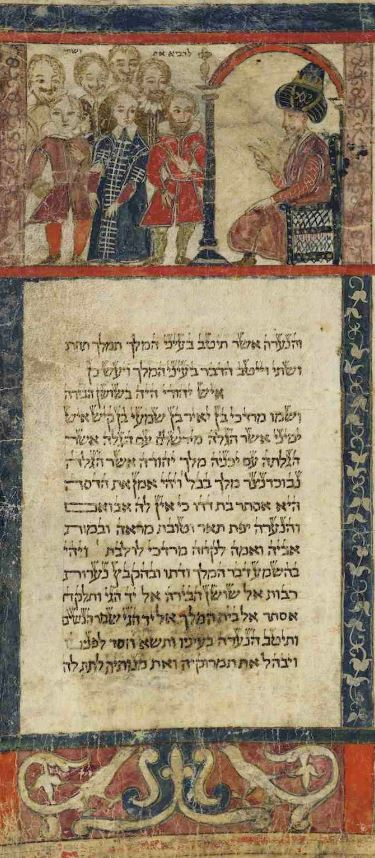 להביא את ושתי
והנערה אשר תיטב בעיני המלך תמלך תחת
ושתי וייטב הדבר בעיני המלך ויעש כן
איש יהודי היה בשושן הבירה
ושמו מרדכי בן יאיר בן שמעי בן קיש איש
ימיני אשר הגלה מירושלים עם הגלה אשר
הגלתה עם יכניה מלך יהודה אשר הגלה
נבוכדנאצר מלך בבל ויהי אמן את הדסה
היא אסתר בת דדו כי אין לה אב ואם
והנערה יפת תאר וטובת מראה ובמות
אביה ואמה לקחה מרדכי לו לבת ויהי
בהשמע דבר המלך ודתו ובהקבץ נערות
רבות אל שושן הבירה אל יד הגי ותלקח
אסתר אל בית המלך אל יד הגי שמר הנשים
ותיטב הנערה בעיניו ותשא חסד לפניו
ויבהל את תמרוקיה ואת מנותיה לתת לה